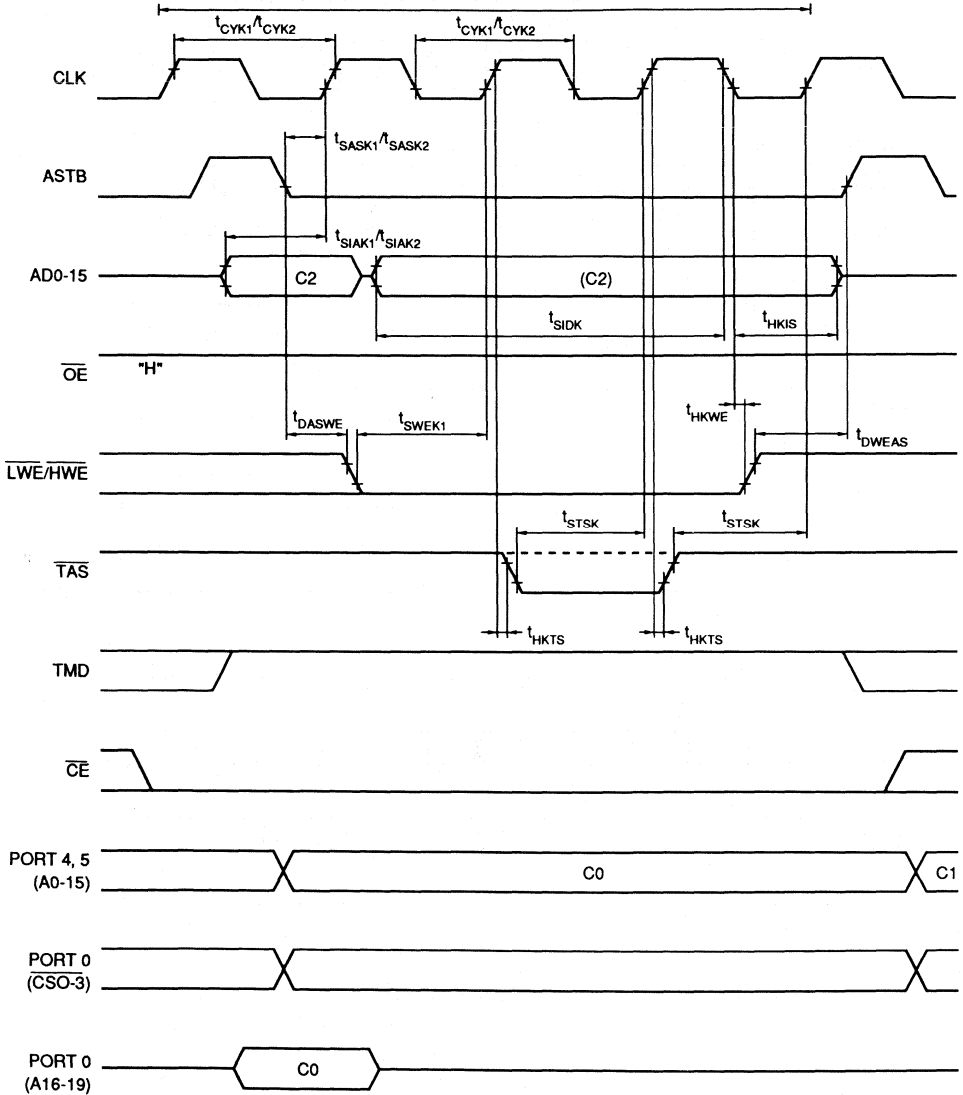 tCYK1/tCYK2 tCYK1/tCYK2
CLK
tSASK1/tSASK2
ASTB
tSIAK1/tSIAK2
AD0-15 C2 (C2)
tSIDK tHKIS
OE "H"
tHKWE
tDASWE tSWEK1 tDWEAS
LWE/HWE
tSTSK tSTSK
TAS
tHKTS tHKTS
TMD
CE
PORT 4, 5
(A0-15) C0 C1
PORT 0
(CSO-3)
PORT 0
(A16-19) C0